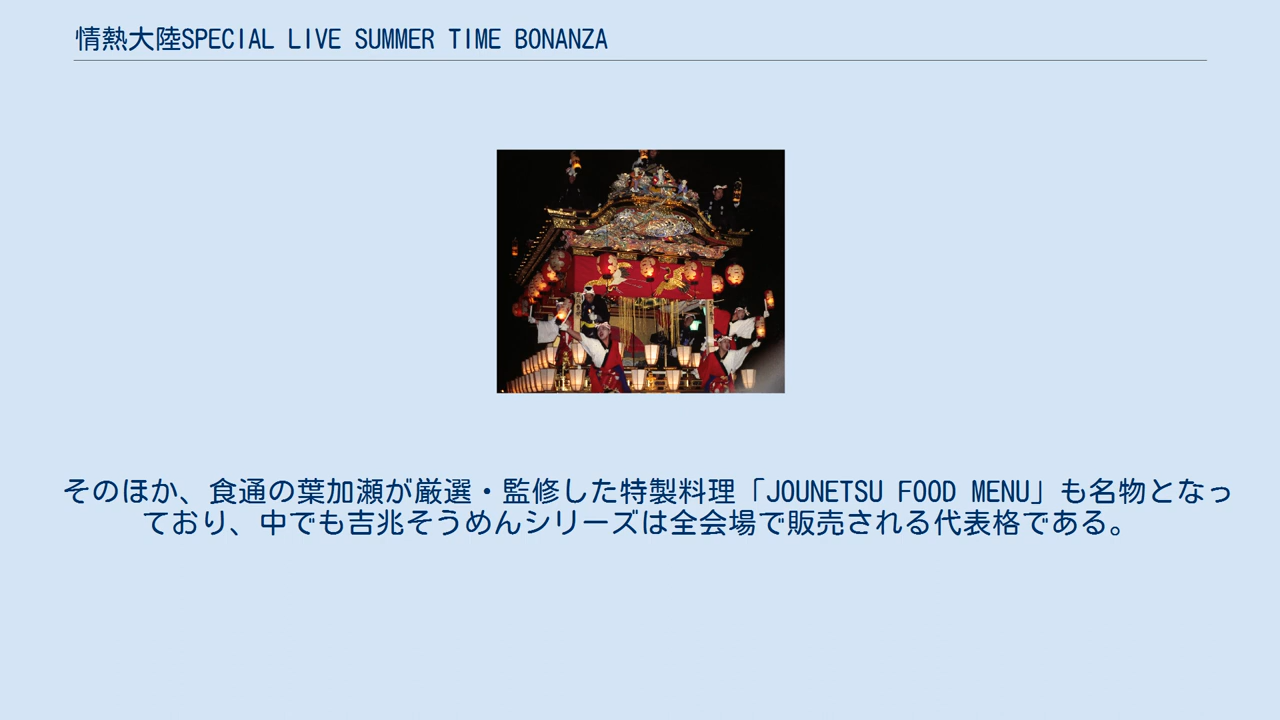 情熱大陸SPECIAL LIVE SUMMER TIME BONANZA
そのほか、食通の葉加瀬が厳選・監修した特製料理「JOUNETSU FOOD MENU」も名物となっ
ており、中でも吉兆そうめんシリーズは全会場で販売される代表格である。